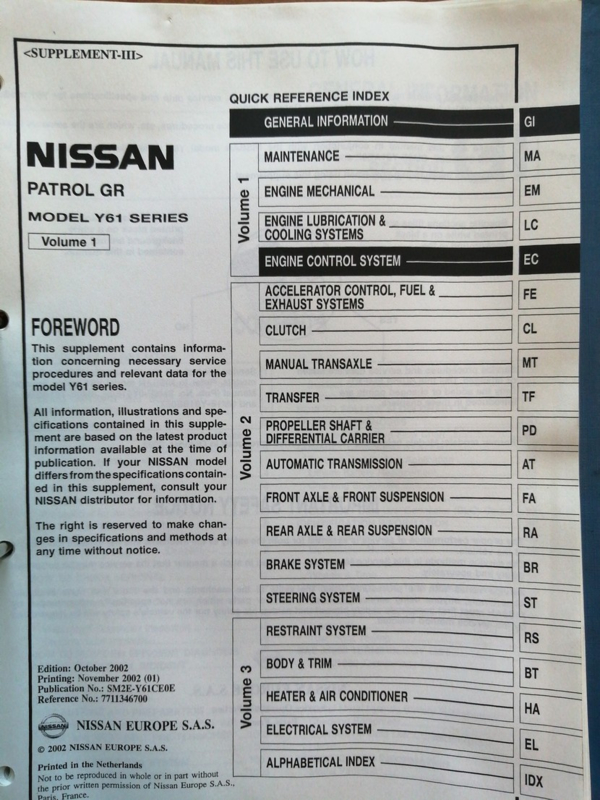 <SUPPLEMENT-III>
NISSAN
PATROL GR
MODEL Y61 SERIES
Volume 1
FOREWORD
This supplement contains informa-
tion concerning necessary service
procedures and relevant data for the
model Y61 series.
All information, illustrations and spe-
cifications contained in this supple-
ment are based on the latest product
information available at the time of
publication. If your NISSAN model
differs from the specifications contain-
ed in this supplement, consult your
NISSAN distributor for information.
The right is reserved to make chan-
ges in specifications and methods at
any time without notice.
Edition: October 2002
Printing: November 2002 (01)
Publication No.: SM2E-Y61CE0E
Reference No.: 7711346700
NISSAN
NISSAN EUROPE S.A.S.
© 2002 NISSAN EUROPE S.A.S.
Printed in the Netherlands
Not to be reproduced in whole or in part without
the prior written permission of Nissan Europe S.A.S.,
Paris, France.
QUICK REFERENCE INDEX
GENERAL INFORMATION GI
Volume 1
MAINTENANCE MA
ENGINE MECHANICAL EM
ENGINE LUBRICATION &
COOLING SYSTEMS LC
ENGINE CONTROL SYSTEM EC
Volume 2
ACCELERATOR CONTROL, FUEL &
EXHAUST SYSTEMS FE
CLUTCH CL
MANUAL TRANSAXLE MT
TRANSFER TF
PROPELLER SHAFT &
DIFFERENTIAL CARRIER PD
AUTOMATIC TRANSMISSION AT
FRONT AXLE & FRONT SUSPENSION FA
REAR AXLE & REAR SUSPENSION RA
BRAKE SYSTEM BR
STEERING SYSTEM ST
Volume 3
RESTRAINT SYSTEM RS
BODY & TRIM BT
HEATER & AIR CONDITIONER HA
ELECTRICAL SYSTEM EL
ALPHABETICAL INDEX IDX